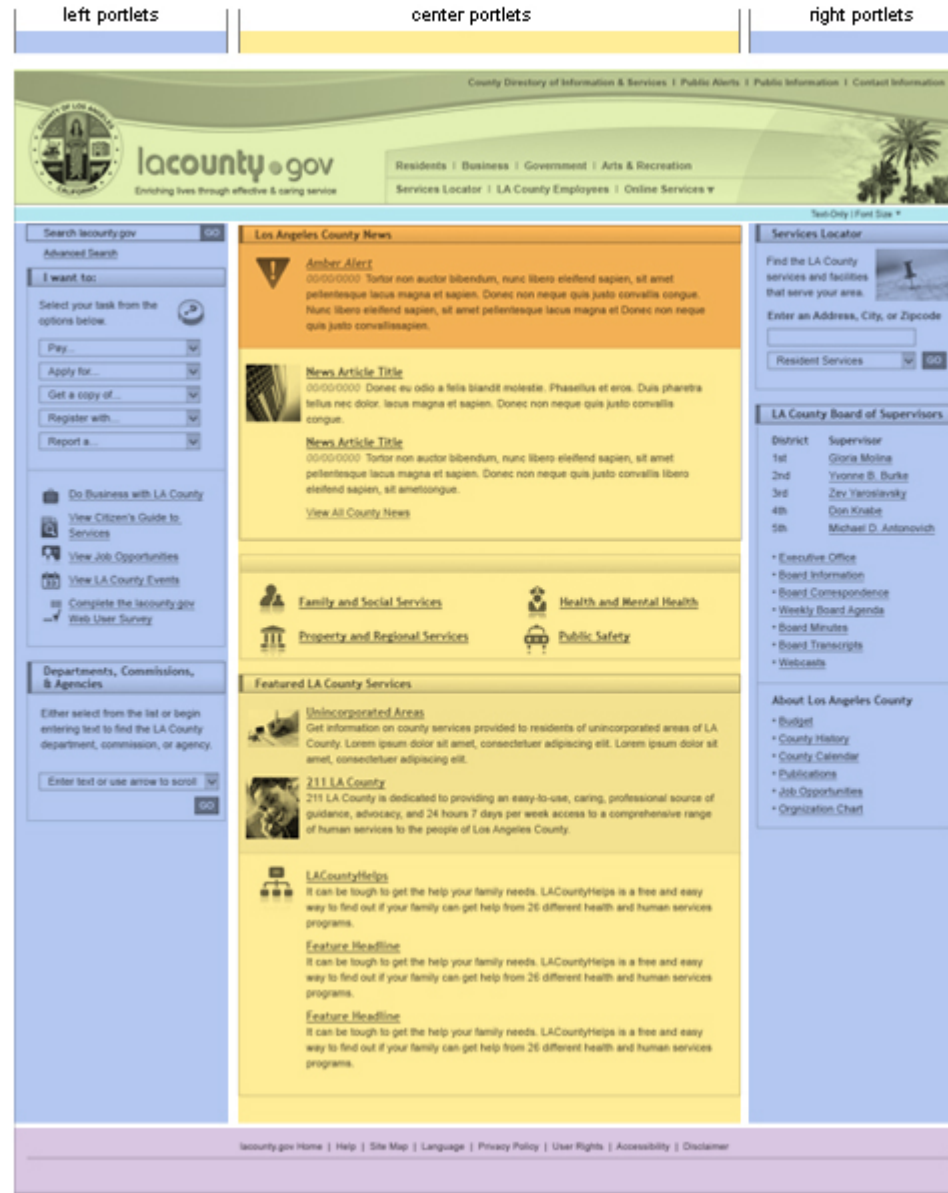 left portlets
center portlets
right portlets
County Directory of Information & Services | Public Alerts | Public Information | Contact Information
COUNTY OF LOS ANGELES
CALIFORNIA
lacounty.gov
Enriching lives through effective & caring service
Residents | Business | Government | Arts & Recreation
Services Locator | LA County Employees | Online Services
Text-Only | Font Size
Search lacounty.gov
GO
Advanced Search
I want to:
Select your task from the
options below.
Pay...
Apply for...
Get a copy of...
Register with...
Report a...
Do Business with LA County
View Citizen's Guide to
Services
View Job Opportunities
View LA County Events
Complete the lacounty.gov
Web User Survey
Departments, Commissions,
& Agencies
Either select from the list or begin
entering text to find the LA County
department, commission, or agency.
Enter text or use arrow to scroll
GO
Los Angeles County News
Amber Alert
00/00/0000 Tortor non auctor bibendum, nunc libero eleifend sapien, sit amet
pellentesque lacus magna et sapien. Donec non neque quis justo convallis congue.
Nunc libero eleifend sapien, sit amet pellentesque lacus magna et Donec non neque
quis justo convallissapien.
News Article Title
00/00/0000 Donec eu odio a felis blandit molestie. Phasellus et eros. Duis pharetra
tellus nec dolor. lacus magna et sapien. Donec non neque quis justo convallis
congue.
News Article Title
00/00/0000 Tortor non auctor bibendum, nunc libero eleifend sapien, sit amet
pellentesque lacus magna et sapien. Donec non neque quis justo convallis libero
eleifend sapien, sit ametcongue.
View All County News
Family and Social Services
Health and Mental Health
Property and Regional Services
Public Safety
Featured LA County Services
Unincorporated Areas
Get information on county services provided to residents of unincorporated areas of LA
County. Lorem ipsum dolor sit amet, consectetuer adipiscing elit. Lorem ipsum dolor sit
amet, consectetuer adipiscing elit.
211 LA County
211 LA County is dedicated to providing an easy-to-use, caring, professional source of
guidance, advocacy, and 24 hours 7 days per week access to a comprehensive range
of human services to the people of Los Angeles County.
LACountyHelps
It can be tough to get the help your family needs. LACountyHelps is a free and easy
way to find out if your family can get help from 26 different health and human services
programs.
Feature Headline
It can be tough to get the help your family needs. LACountyHelps is a free and easy
way to find out if your family can get help from 26 different health and human services
programs.
Feature Headline
It can be tough to get the help your family needs. LACountyHelps is a free and easy
way to find out if your family can get help from 26 different health and human services
programs.
Services Locator
Find the LA County
services and facilities
that serve your area.
Enter an Address, City, or Zipcode
Resident Services
GO
LA County Board of Supervisors
District Supervisor
1st Gloria Molina
2nd Yvonne B. Burke
3rd Zev Yaroslavsky
4th Don Knabe
5th Michael D. Antonovich
• Executive Office
• Board Information
• Board Correspondence
• Weekly Board Agenda
• Board Minutes
• Board Transcripts
• Webcasts
About Los Angeles County
• Budget
• County History
• County Calendar
• Publications
• Job Opportunities
• Orgnization Chart
lacounty.gov Home | Help | Site Map | Language | Privacy Policy | User Rights | Accessibility | Disclaimer